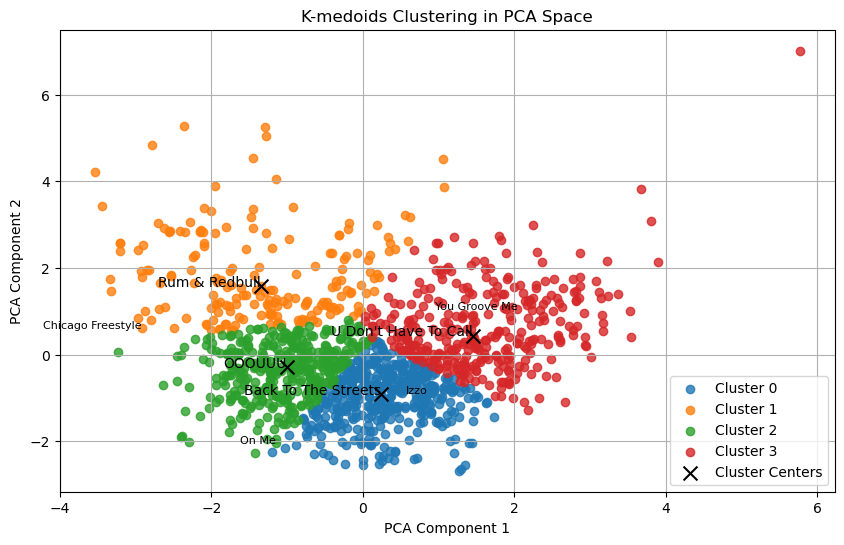 K-medoids Clustering in PCA Space
PCA Component 2
6
4
2
0
−2
Rum & Redbull
You Groove Me
Chicago Freestyle
U Don't Have To Call
OOOUUU
Back To The Streets
Izzo
On Me
Cluster 0
Cluster 1
Cluster 2
Cluster 3
Cluster Centers
−4
−2
0
2
4
6
PCA Component 1